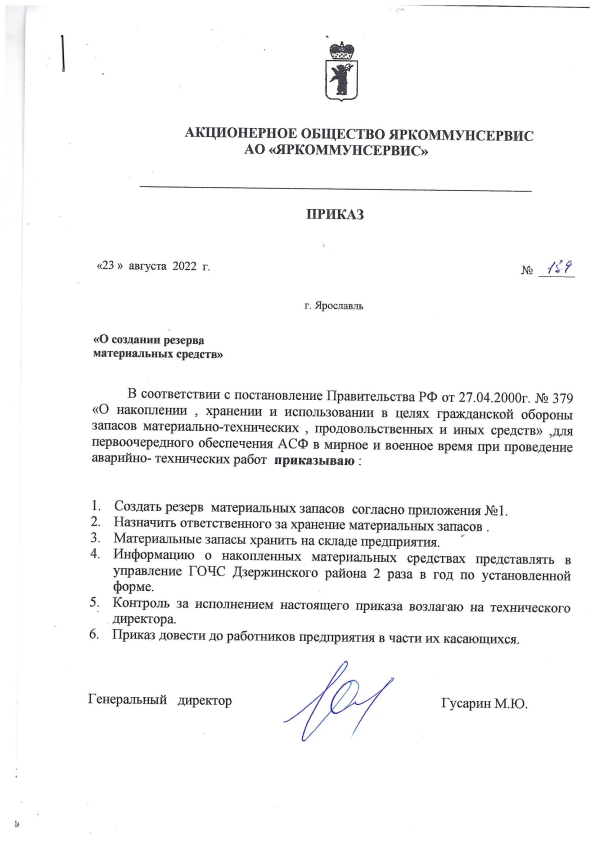 АКЦИОНЕРНОЕ ОБЩЕСТВО ЯРКОММУНСЕРВИС
АО «ЯРКОММУНСЕРВИС»
ПРИКАЗ
«23 » августа 2022 г.
№ 159
г. Ярославль
«О создании резерва
материальных средств»
В соответствии с постановление Правительства РФ от 27.04.2000г. № 379
«О накоплении , хранении и использовании в целях гражданской обороны
запасов материально-технических , продовольственных и иных средств» ,для
первоочередного обеспечения АСФ в мирное и военное время при проведение
аварийно- технических работ приказываю :
1. Создать резерв материальных запасов согласно приложения №1.
2. Назначить ответственного за хранение материальных запасов .
3. Материальные запасы хранить на складе предприятия.
4. Информацию о накопленных материальных средствах представлять в
управление ГОЧС Дзержинского района 2 раза в год по установленной
форме.
5. Контроль за исполнением настоящего приказа возлагаю на технического
директора.
6. Приказ довести до работников предприятия в части их касающихся.
Генеральный директор
Гусарин М.Ю.